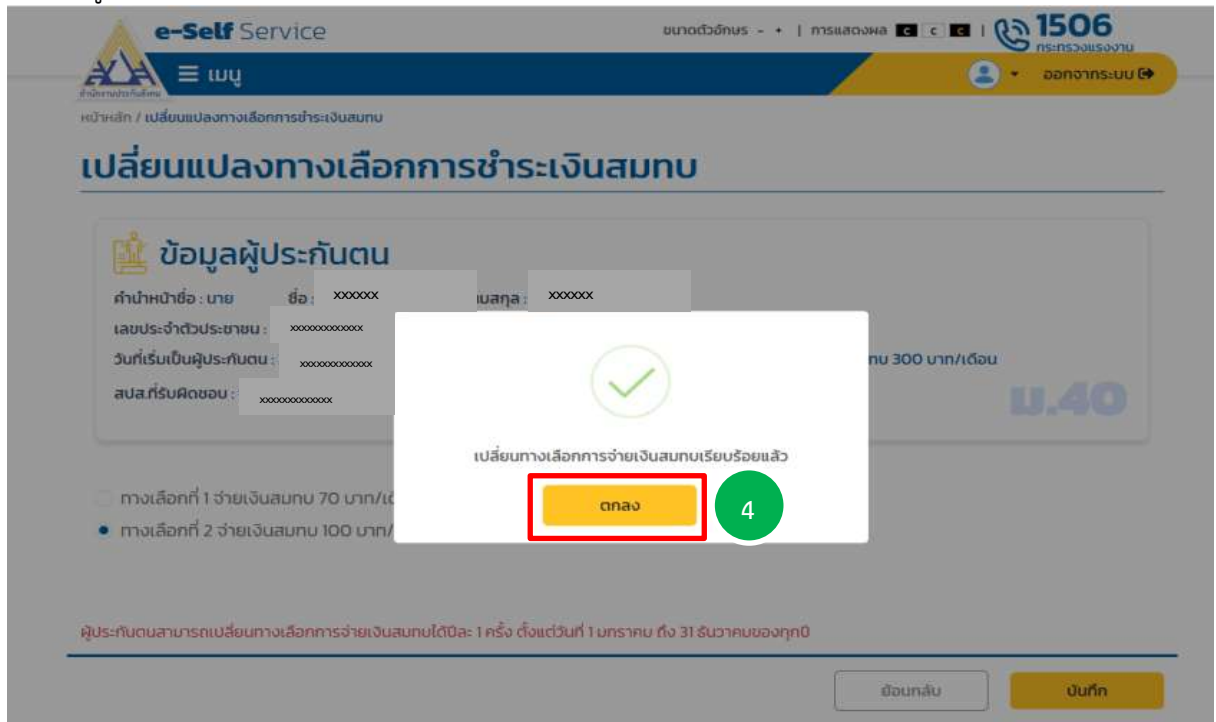 e-Self Service
ขนาดตัวอักษร - + | การแสดงผล C C C | 1506
กระทรวงแรงงาน
สำนักงานประกันสังคม
เมนู
ออกจากระบบ
หน้าหลัก / เปลี่ยนแปลงทางเลือกการชำระเงินสมทบ
เปลี่ยนแปลงทางเลือกการชำระเงินสมทบ
ข้อมูลผู้ประกันตน
คำนำหน้าชื่อ : นาย ชื่อ : xxxxxx นามสกุล : xxxxxx
เลขประจำตัวประชาชน : xxxxxxxxxxxxx
วันที่เริ่มเป็นผู้ประกันตน : xxxxxxxxxxxxx 300 บาท/เดือน
สปส.ที่รับผิดชอบ : xxxxxxxxxxxxx
ม.40
เปลี่ยนทางเลือกการจ่ายเงินสมทบเรียบร้อยแล้ว
ตกลง
4
ทางเลือกที่ 1 จ่ายเงินสมทบ 70 บาท/เ
ทางเลือกที่ 2 จ่ายเงินสมทบ 100 บาท/
ผู้ประกันตนสามารถเปลี่ยนทางเลือกการจ่ายเงินสมทบได้ปีละ 1 ครั้ง ตั้งแต่วันที่ 1 มกราคม ถึง 31 ธันวาคมของทุกปี
ย้อนกลับ
บันทึก